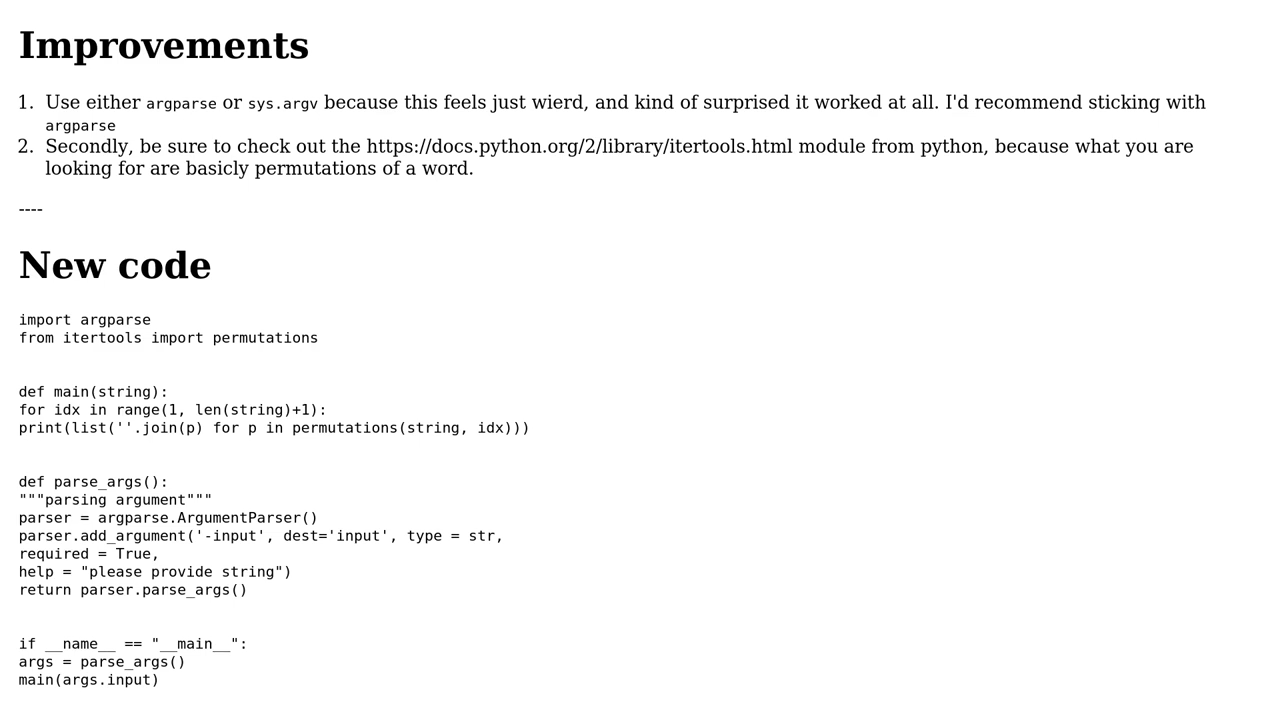 Improvements
1. Use either argparse or sys.argv because this feels just wierd, and kind of surprised it worked at all. I'd recommend sticking with
argparse
2. Secondly, be sure to check out the https://docs.python.org/2/library/itertools.html module from python, because what you are
looking for are basicly permutations of a word.
----
New code
import argparse
from itertools import permutations
def main(string):
for idx in range(1, len(string)+1):
print(list(''.join(p) for p in permutations(string, idx)))
def parse_args():
"""parsing argument"""
parser = argparse.ArgumentParser()
parser.add_argument('-input', dest='input', type = str,
required = True,
help = "please provide string")
return parser.parse_args()
if __name__ == "__main__":
args = parse_args()
main(args.input)